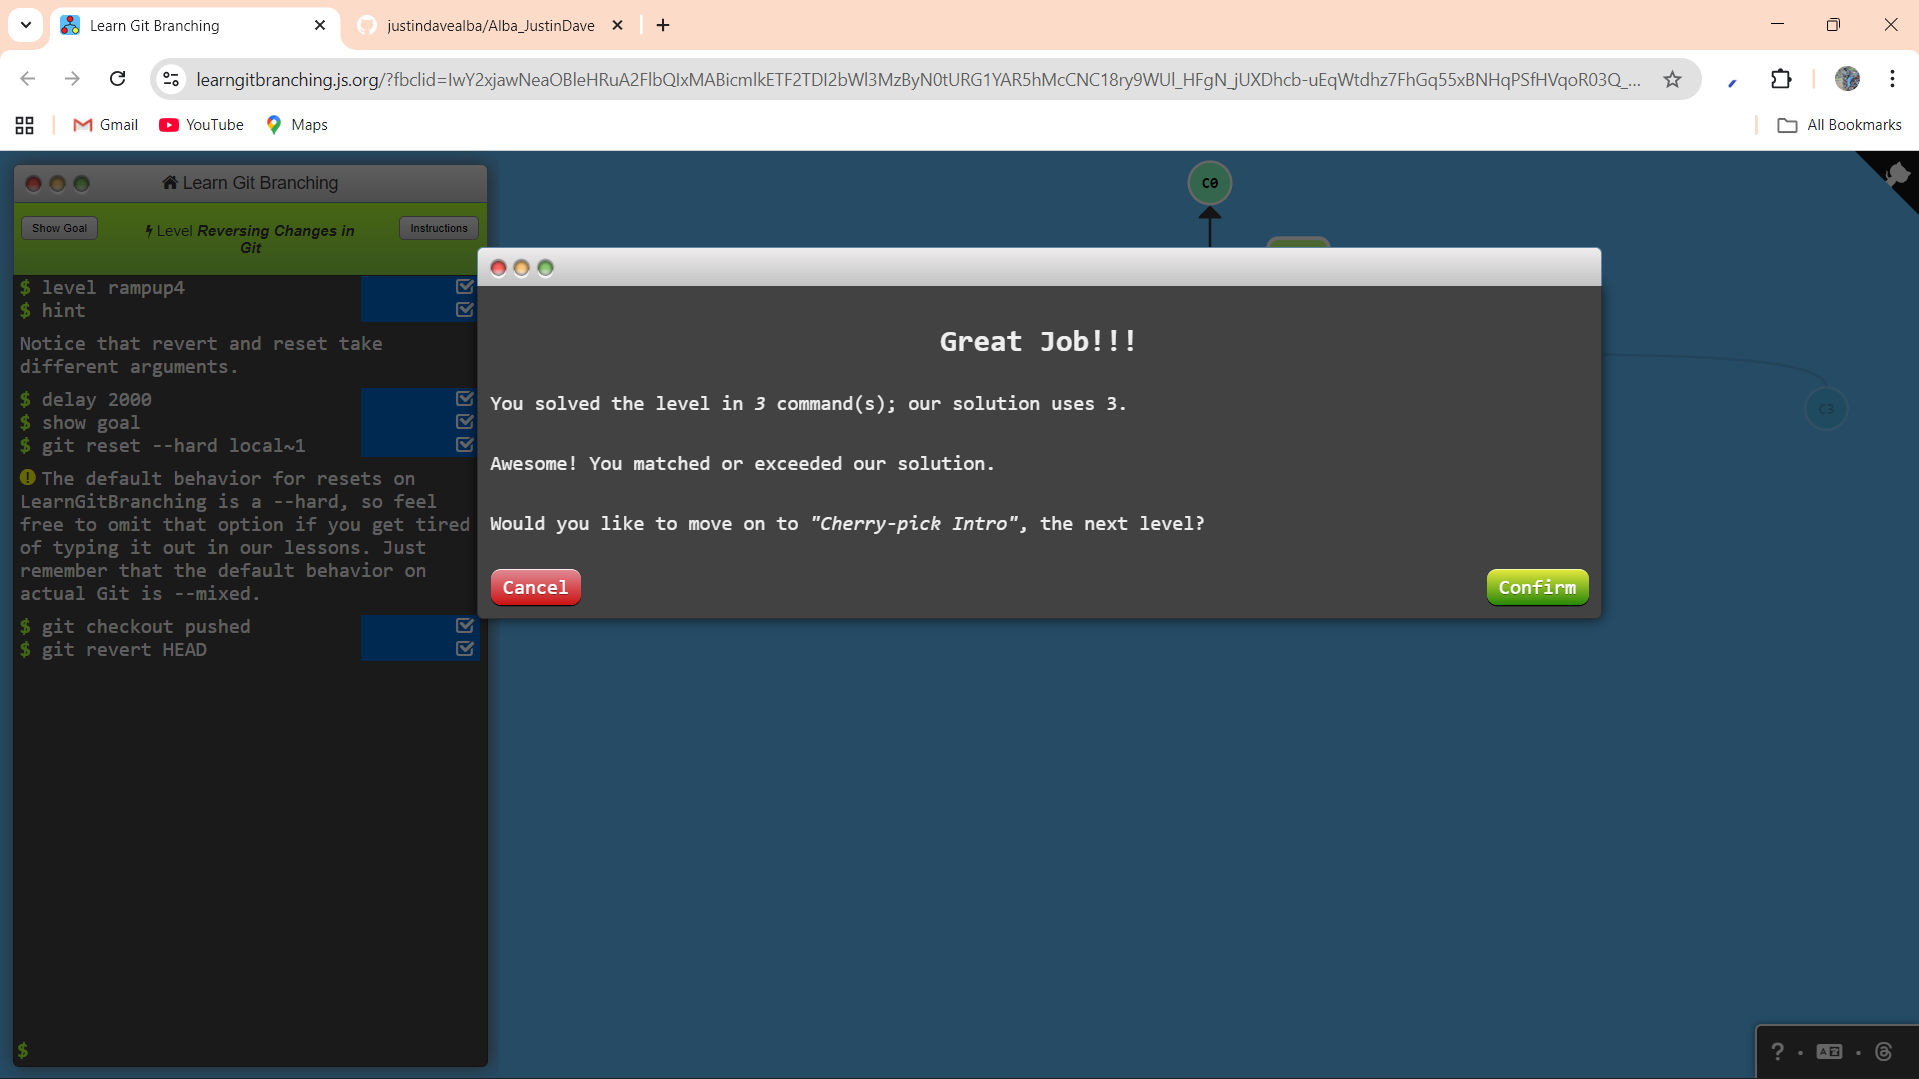 Learn Git Branching
justindavealba/Alba_JustinDave
learngitbranching.js.org/?fbclid=IwY2xjawNeaOBleHRuA2FlbQIxMABicmlkETF2TDI2bWl3MzByN0tURG1YAR5hMcCNC18ry9WUl_HFgN_jUXDhcb-uEqWtdhz7FhGq55xBNHqPSfHVqoR03Q_...
Gmail
YouTube
Maps
All Bookmarks
Learn Git Branching
Show Goal
Level Reversing Changes in
Git
Instructions
$ level rampup4
$ hint
Notice that revert and reset take
different arguments.
$ delay 2000
$ show goal
$ git reset --hard local~1
The default behavior for resets on
LearnGitBranching is a --hard, so feel
free to omit that option if you get tired
of typing it out in our lessons. Just
remember that the default behavior on
actual Git is --mixed.
$ git checkout pushed
$ git revert HEAD
$
C0
Great Job!!!
You solved the level in 3 command(s); our solution uses 3.
Awesome! You matched or exceeded our solution.
Would you like to move on to "Cherry-pick Intro", the next level?
Cancel
Confirm
C3